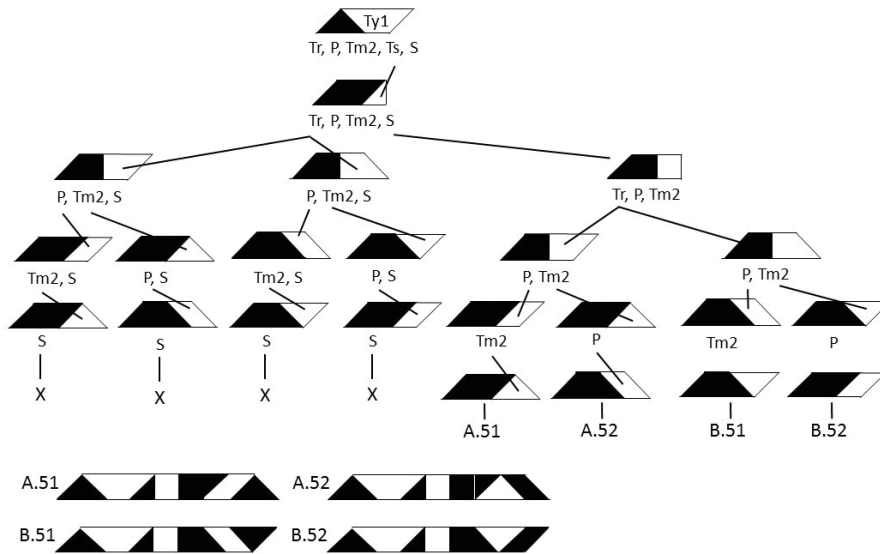 Ty1
Tr, P, Tm2, Ts, S
Tr, P, Tm2, S
P, Tm2, S
P, Tm2, S
Tr, P, Tm2
Tm2, S
P, S
Tm2, S
P, S
P, Tm2
P, Tm2
S
S
S
S
Tm2
P
Tm2
P
X
X
X
X
A.51
A.52
B.51
B.52
A.51
A.52
B.51
B.52